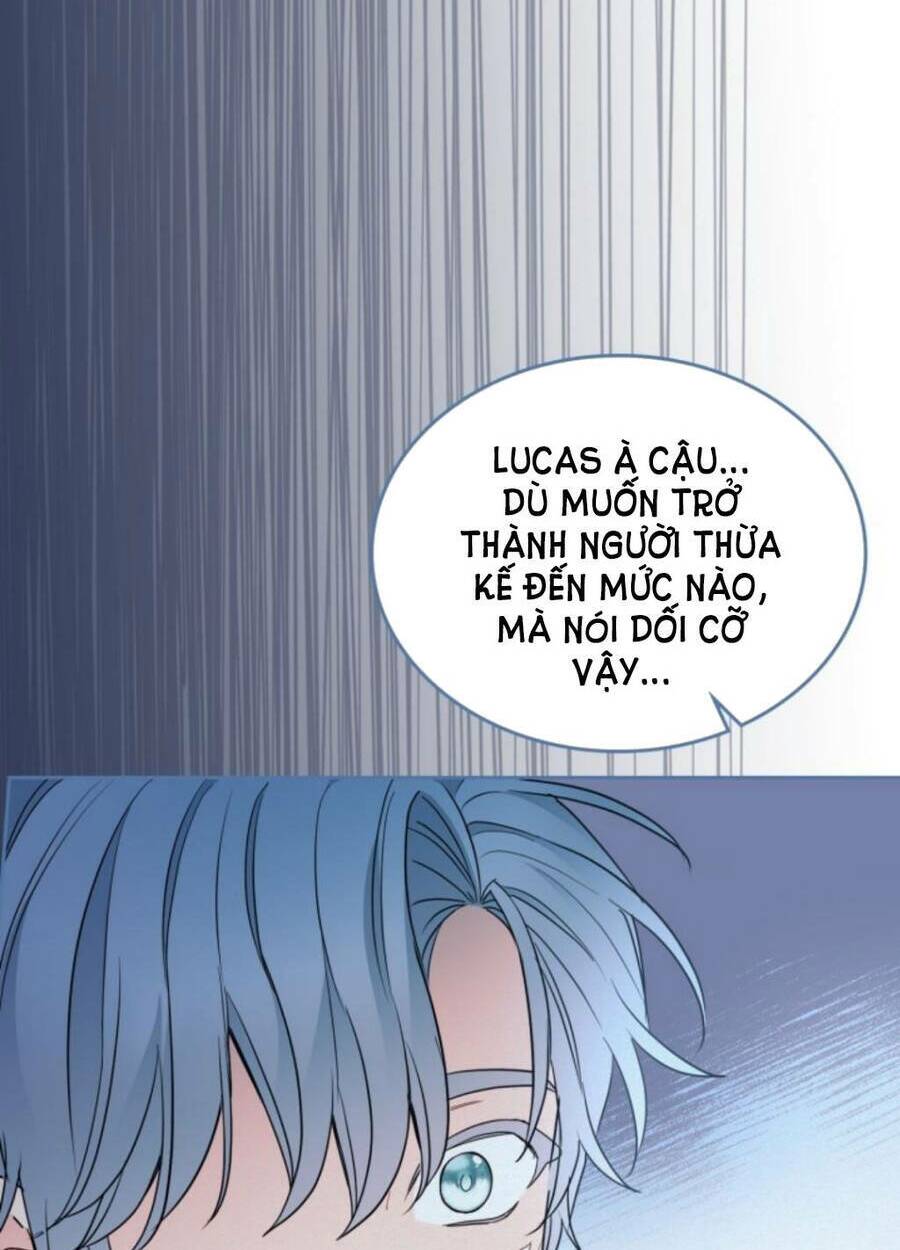 LUCAS À CẬU...
DÙ MUỐN TRỞ
THÀNH NGƯỜI THỪA
KẾ ĐẾN MỨC NÀO,
MÀ NÓI DỐI CỠ
VẬY...